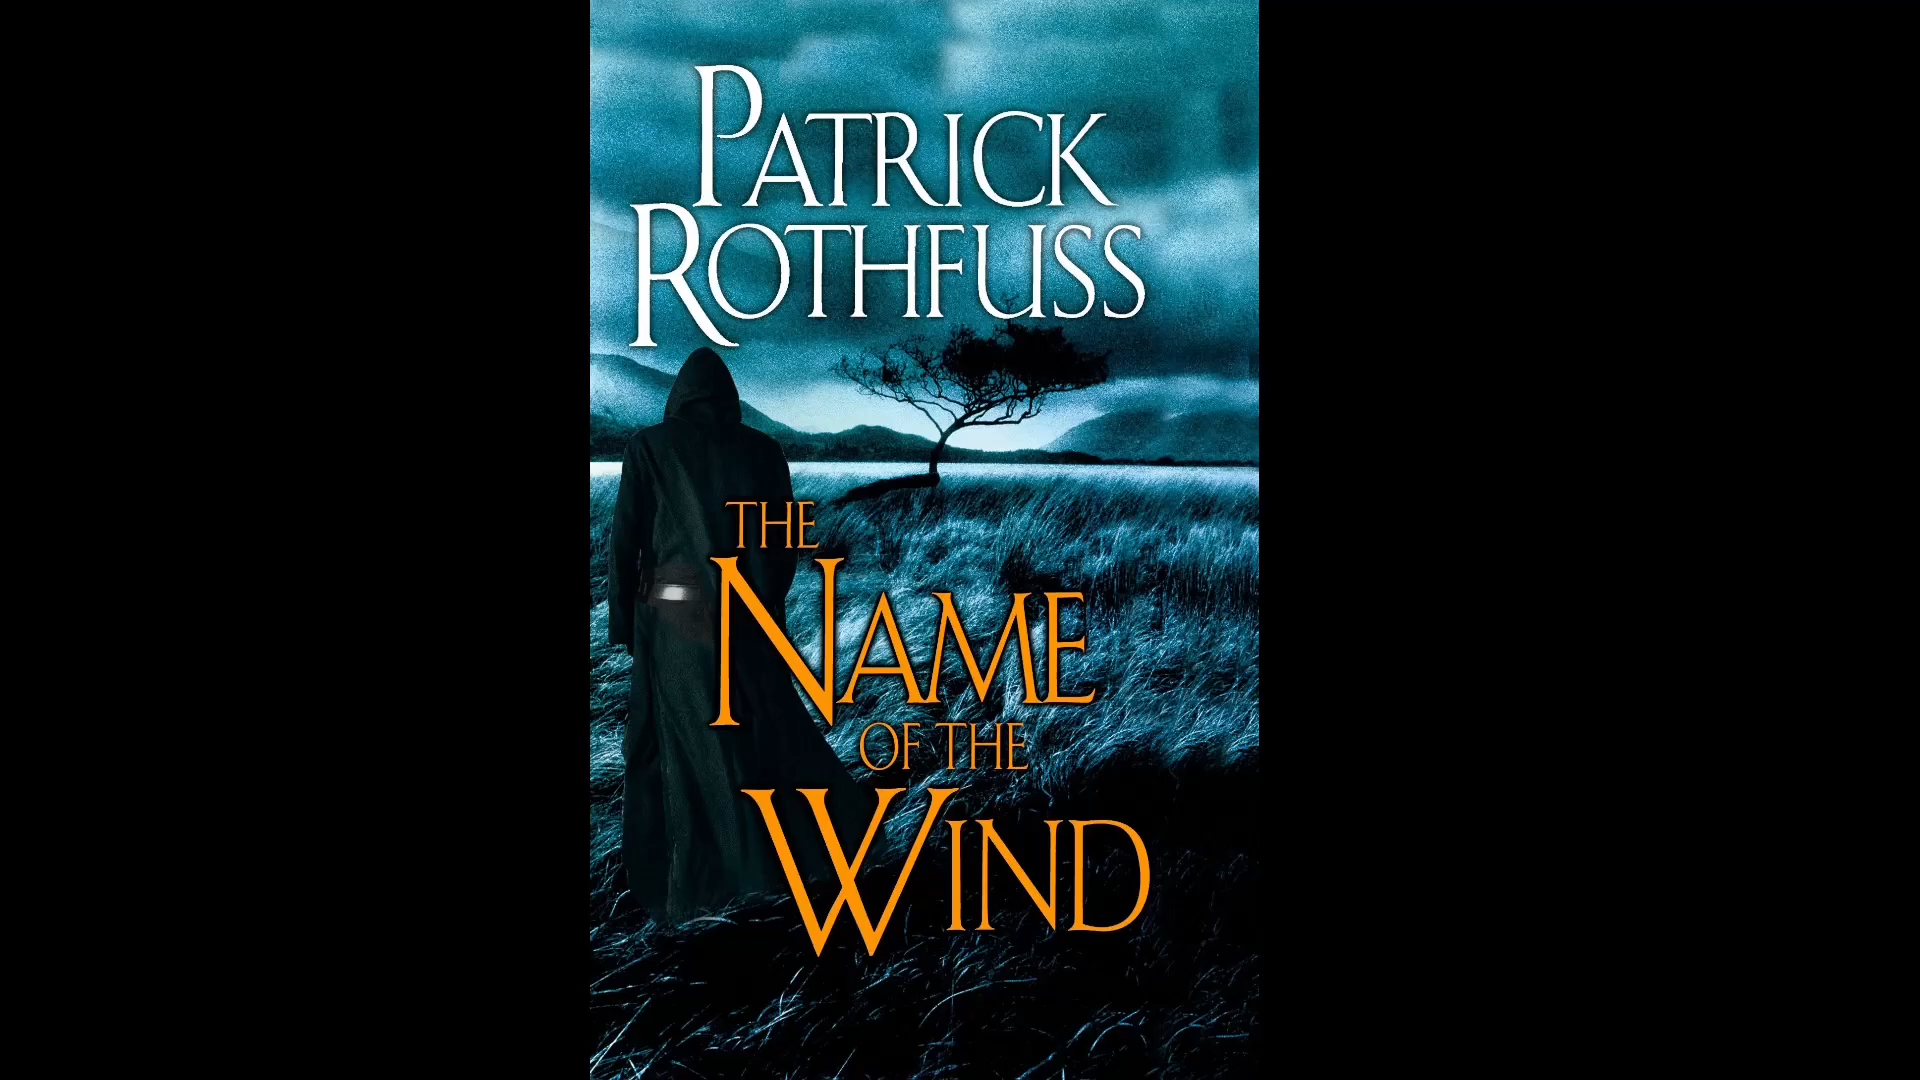 PATRICK
ROTHFUSS
THE
NAME
OF THE
WIND